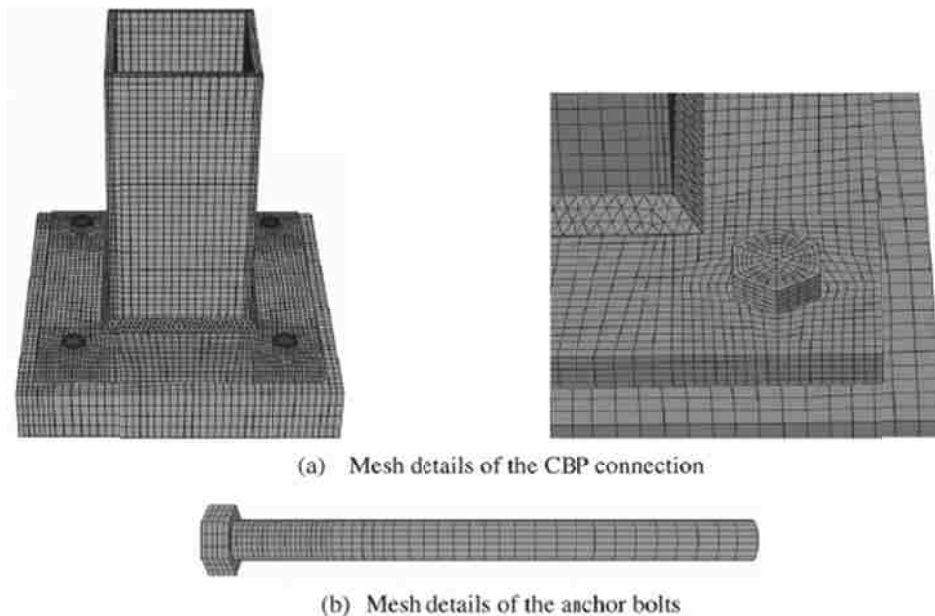 (a) Mesh details of the CBP connection
(b) Mesh details of the anchor bolts